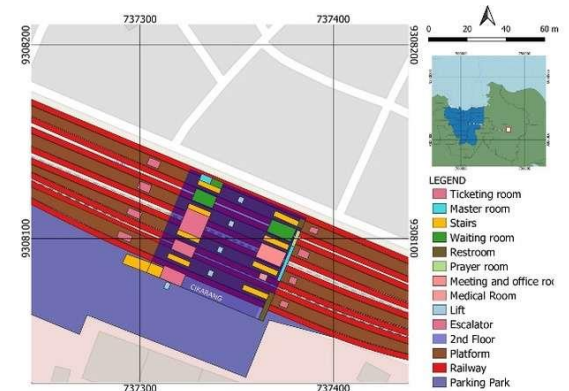 737300
737400
9308200
9308200
9308100
9308100
CIKARANG
737300
737400
0
20
40
60 m
LEGEND
Ticketing room
Master room
Stairs
Waiting room
Restroom
Prayer room
Meeting and office roo
Medical Room
Lift
Escalator
2nd Floor
Platform
Railway
Parking Park